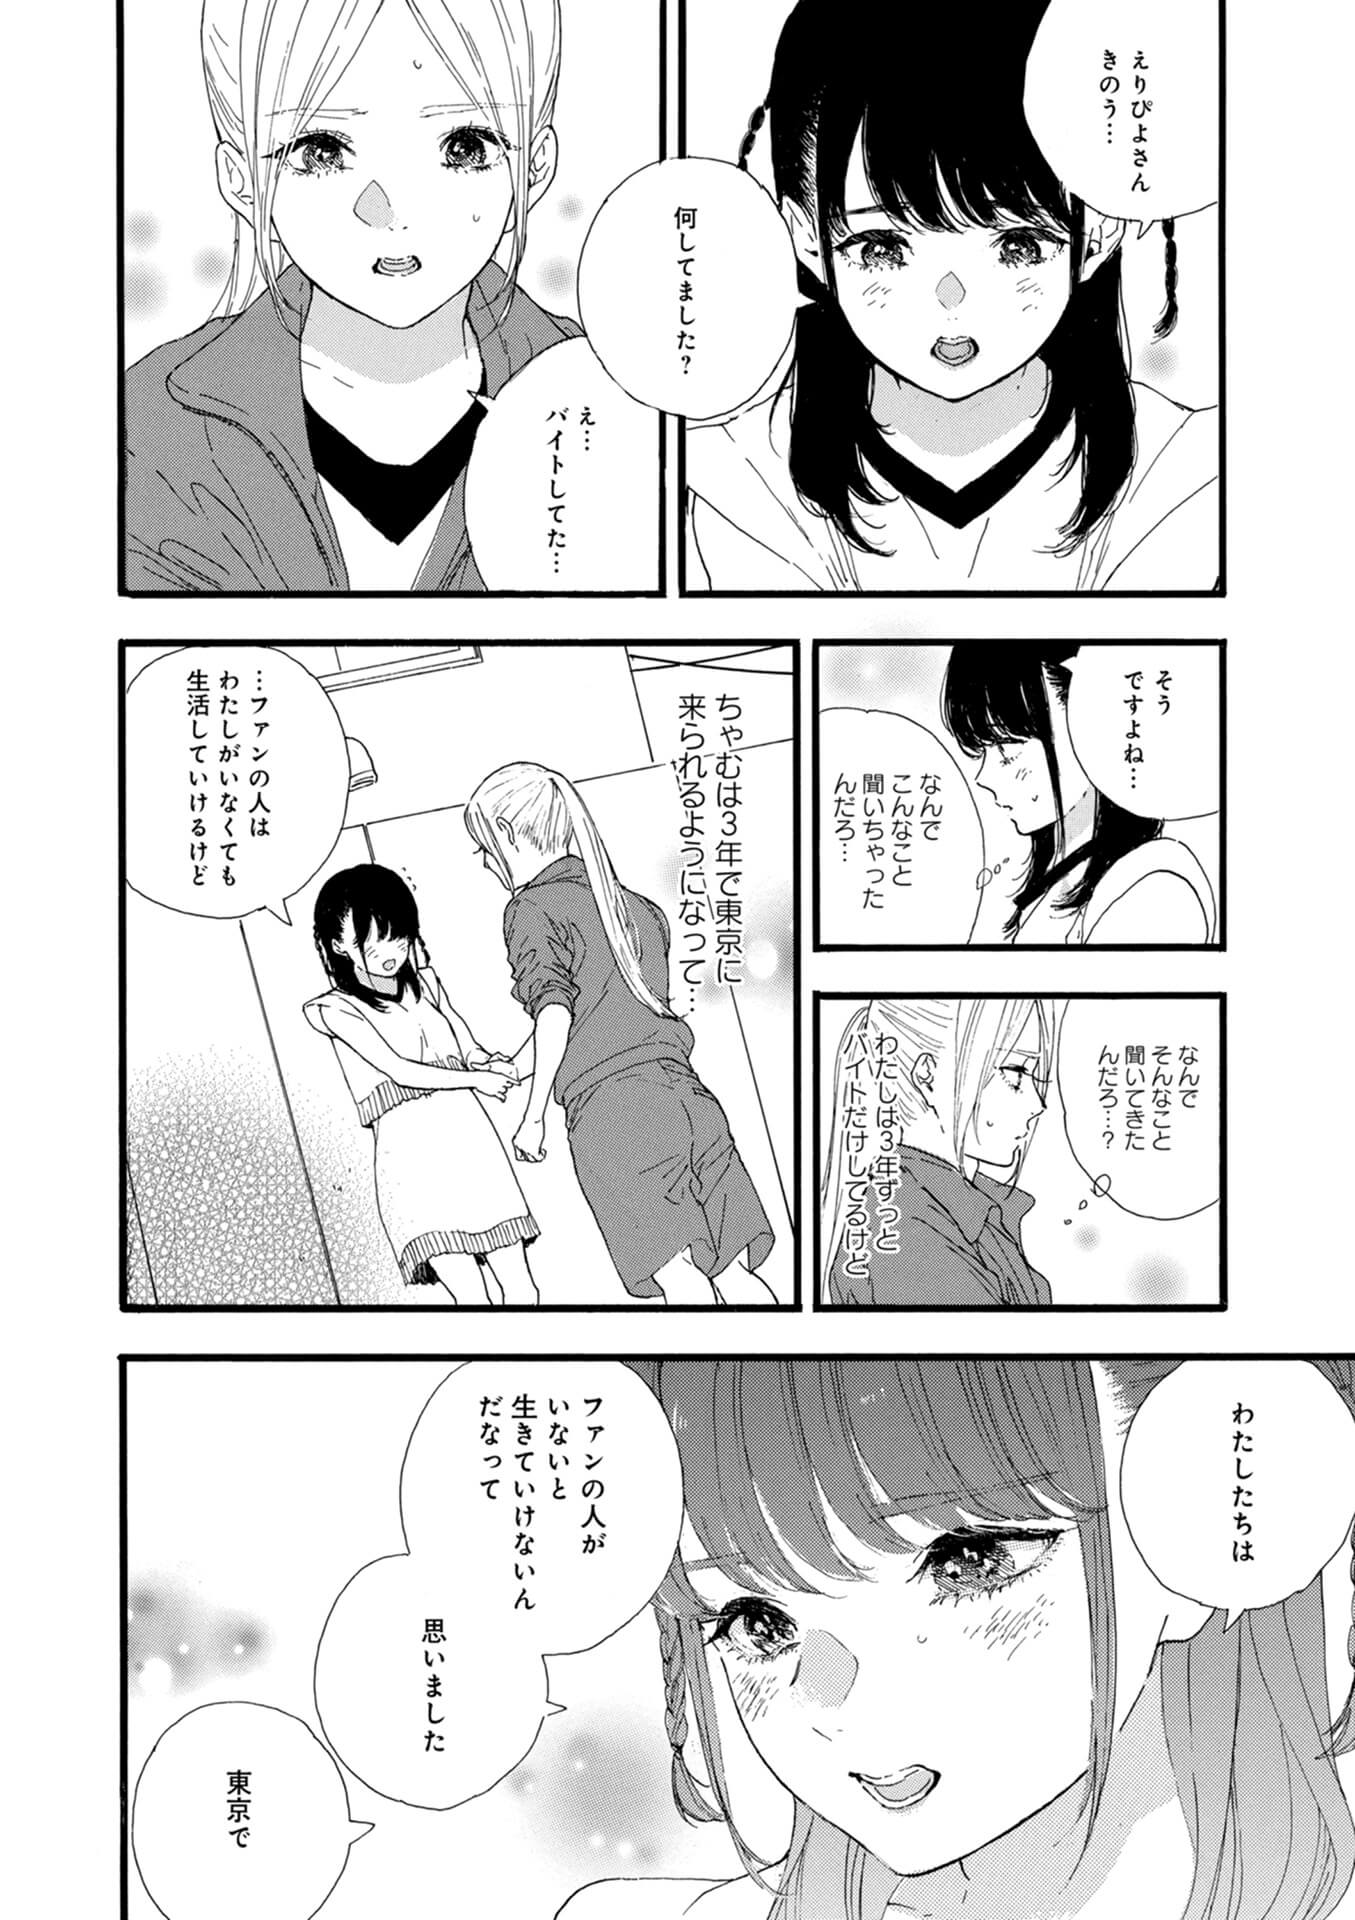 えりぴよさん
きのう…
何してました？
え…
バイトしてた…
そう
ですよね…
なんで
こんなこと
聞いちゃった
んだろ…
なんで
そんなこと
聞いてきた
んだろ…？
わたしは3年ずっと
バイトだけしてるけど
ちゃむは3年で東京に
来られるようになって…
…ファンの人は
わたしがいなくても
生活していけるけど
わたしたちは
ファンの人が
いないと
生きていけないん
だなって
思いました
東京で